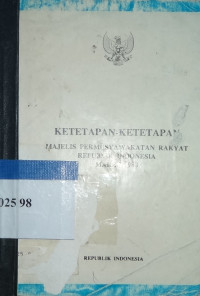 KETETAPAN-KETETAPAN
MAJELIS PERMUSYAWARATAN RAKYAT
REPUBLIK INDONESIA
025 98
REPUBLIK INDONESIA